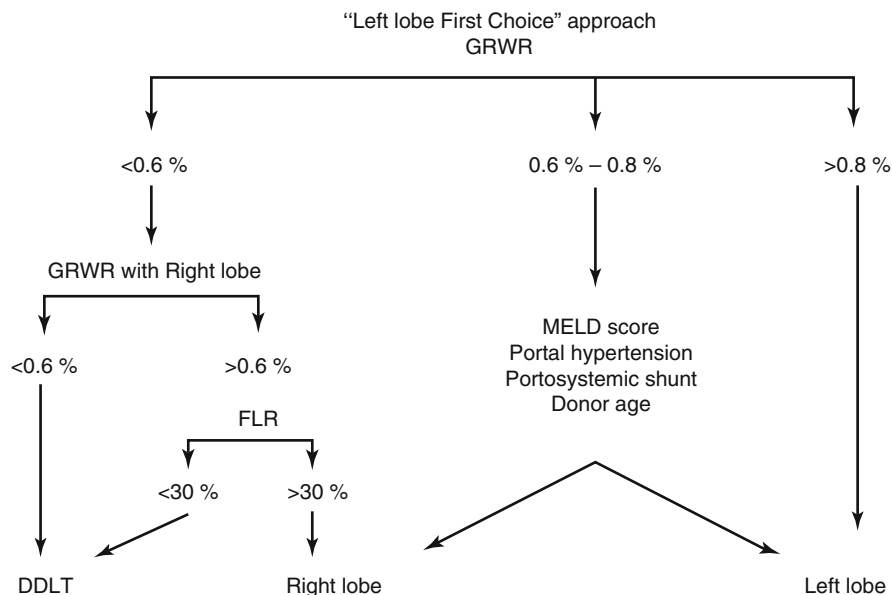 ‘‘Left lobe First Choice” approach
GRWR
<0.6 %
0.6 % – 0.8 %
>0.8 %
GRWR with Right lobe
MELD score
Portal hypertension
Portosystemic shunt
Donor age
<0.6 %
>0.6 %
FLR
<30 %
>30 %
DDLT
Right lobe
Left lobe